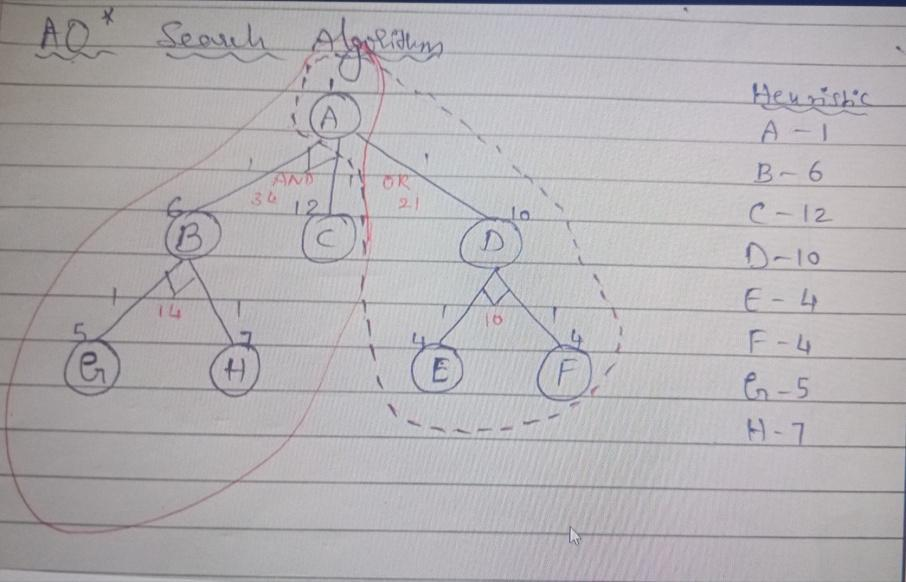 AO* Search Algorithm
Heuristic
A - 1
B - 6
C - 12
D - 10
E - 4
F - 4
G - 5
H - 7
1
A
1 AND 1 OR 1
34 21
6 12 10
B C D
1 14 1 1 10 1
5 7 4 4
G H E F